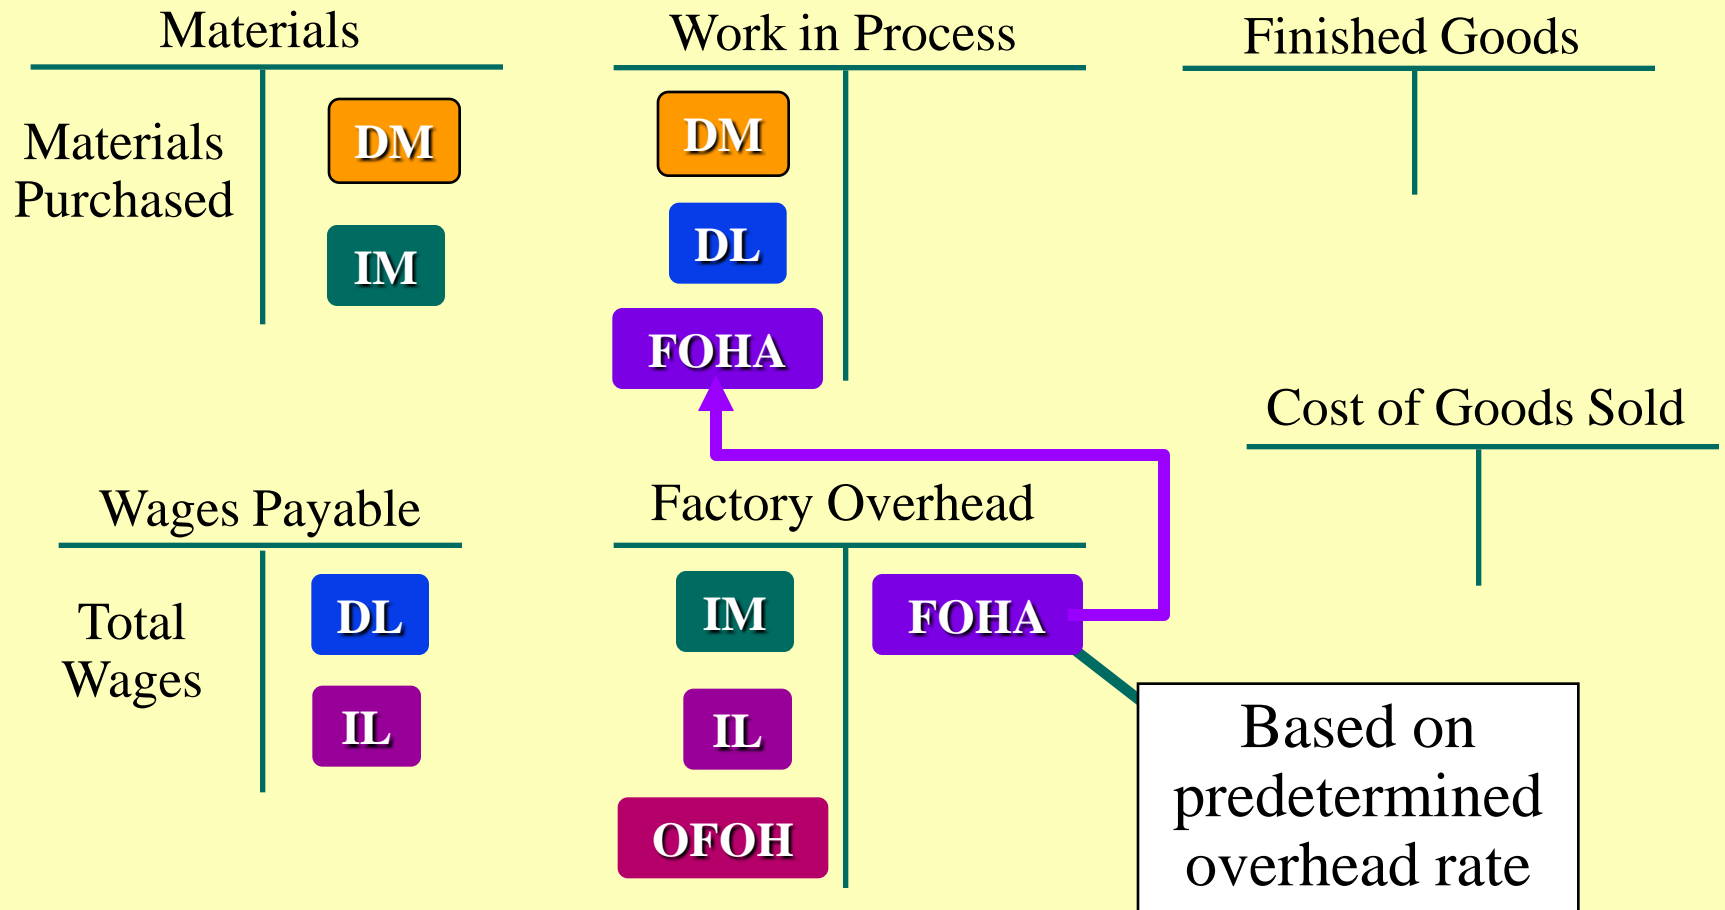 Materials
Materials
Purchased
DM
IM
Work in Process
DM
DL
FOHA
Finished Goods
Cost of Goods Sold
Wages Payable
Total
Wages
DL
IL
Factory Overhead
IM
IL
OFOH
FOHA
Based on
predetermined
overhead rate